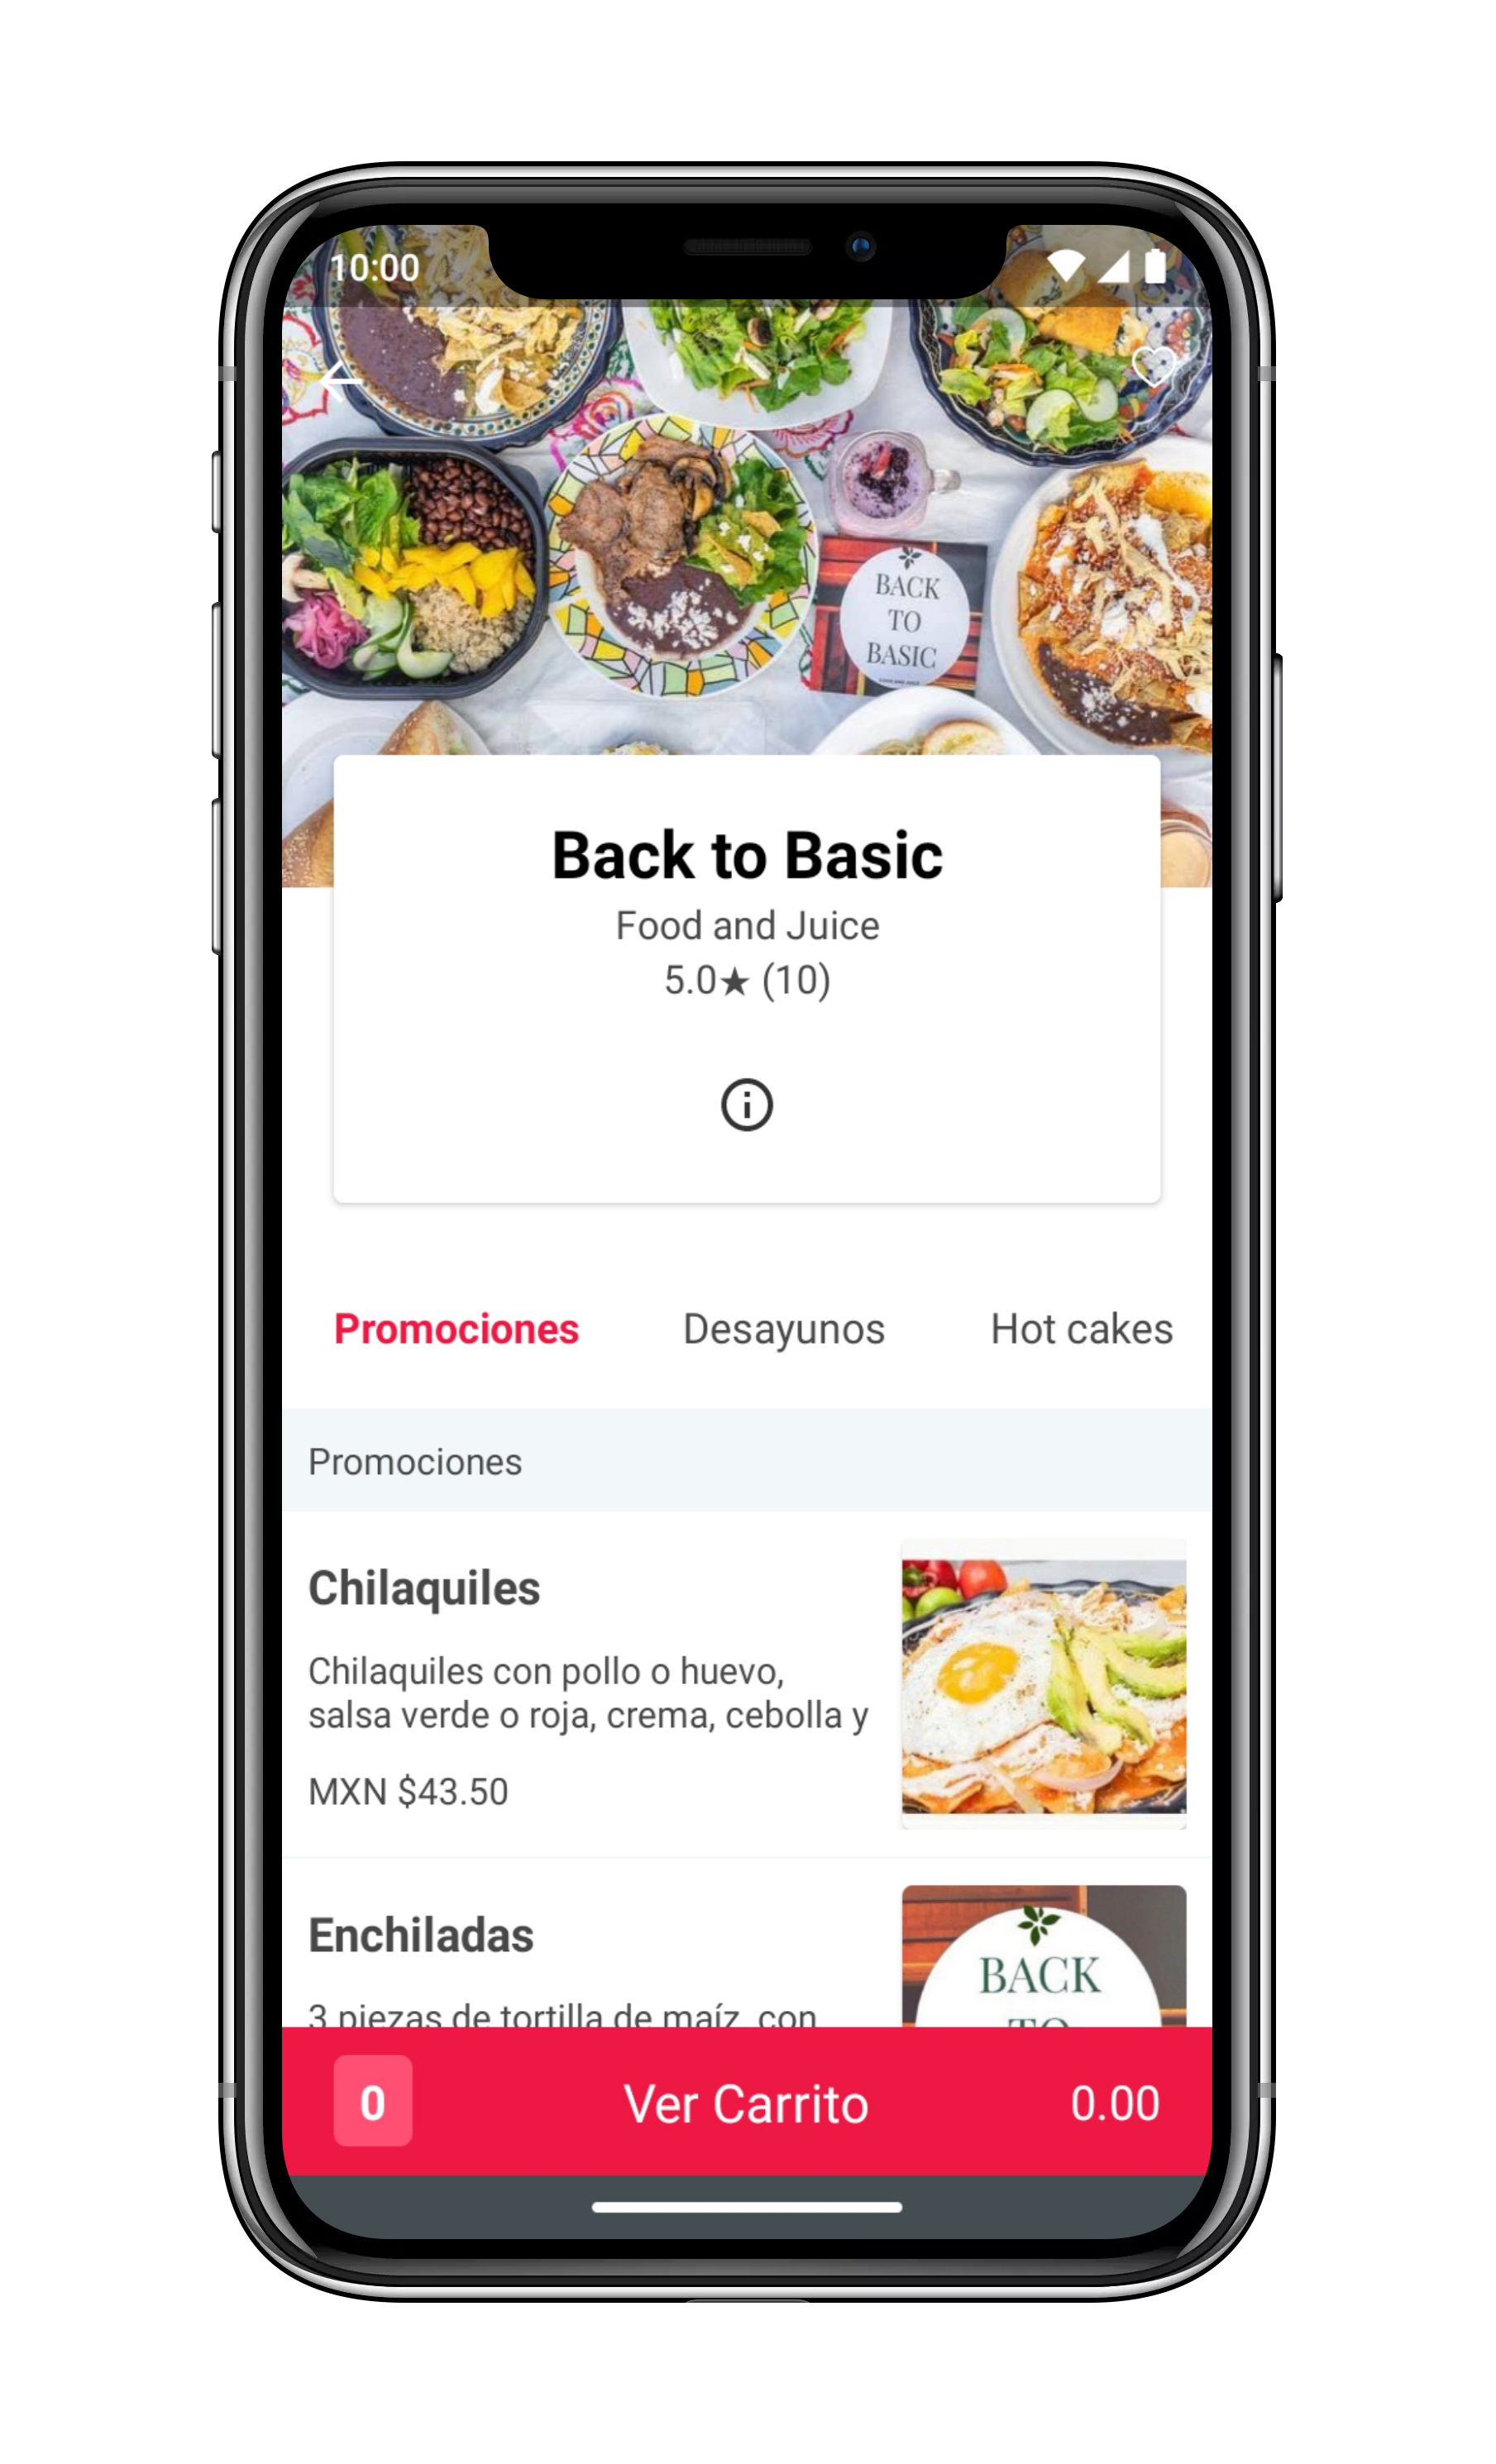 10:00
BACK
TO
BASIC
Back to Basic
Food and Juice
5.0★ (10)
Promociones
Desayunos
Hot cakes
Promociones
Chilaquiles
Chilaquiles con pollo o huevo,
salsa verde o roja, crema, cebolla y
MXN $43.50
Enchiladas
3 piezas de tortilla de maíz, con
BACK
TO
0
Ver Carrito
0.00